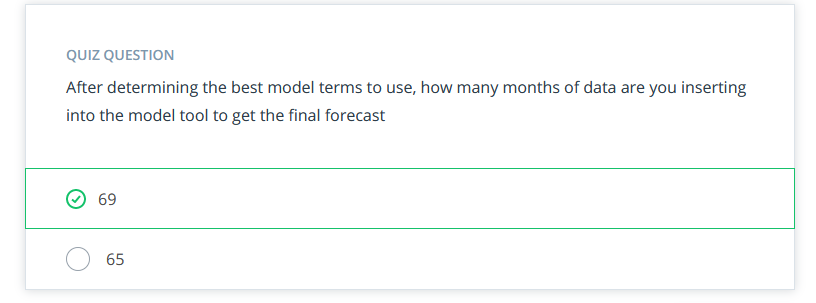 QUIZ QUESTION
After determining the best model terms to use, how many months of data are you inserting
into the model tool to get the final forecast
69
65